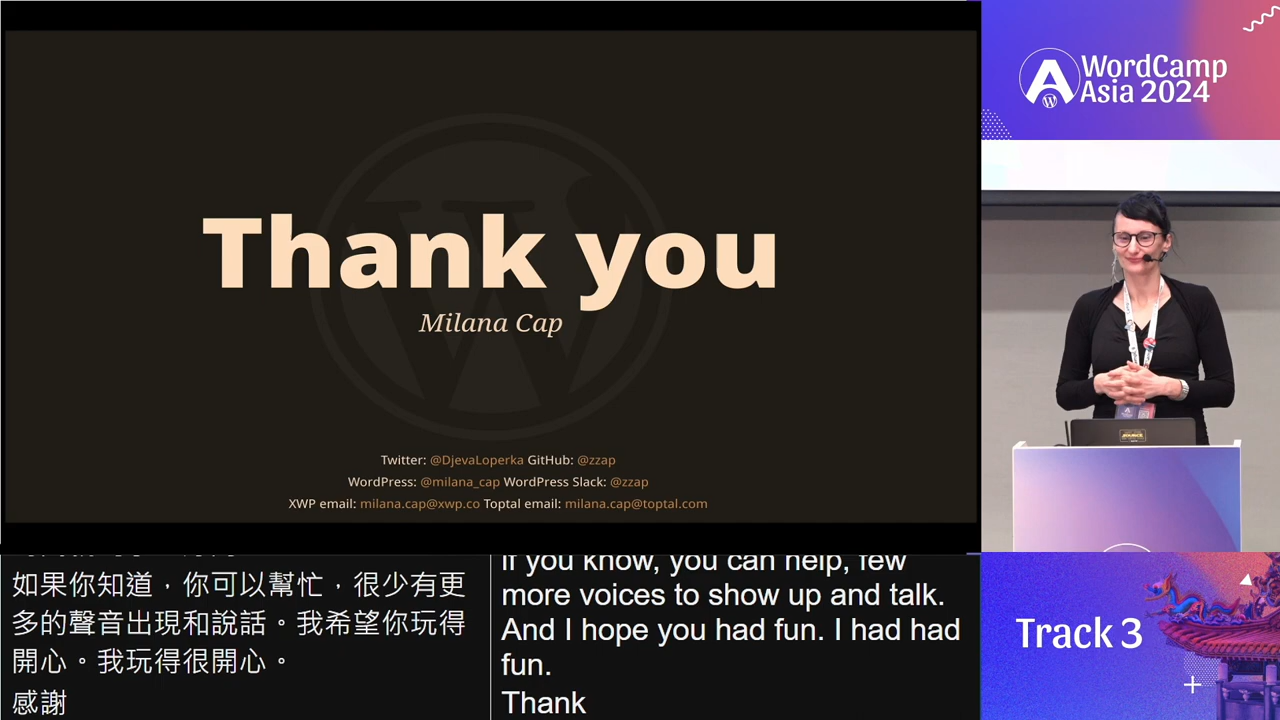 Thank you
Milana Cap
Twitter: @DjevaLoperka GitHub: @zzap
WordPress: @milana_cap WordPress Slack: @zzap
XWP email: milana.cap@xwp.co Toptal email: milana.cap@toptal.com
WordCamp
Asia 2024
如果你知道，你可以幫忙，很少有更
多的聲音出現和說話。我希望你玩得
開心。我玩得很開心。
感謝
If you know, you can help, few
more voices to show up and talk.
And I hope you had fun. I had had
fun.
Thank
Track 3